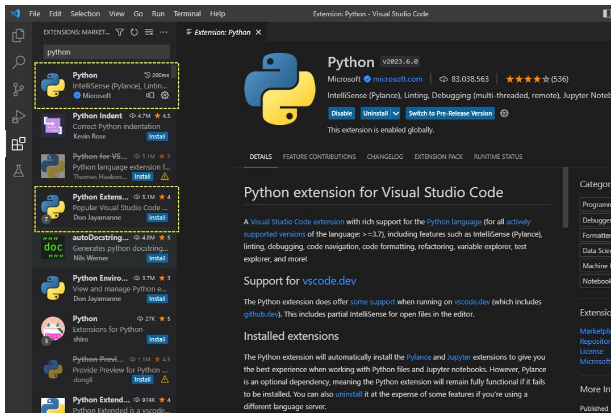 File Edit Selection View Go Run Terminal Help
Extension: Python - Visual Studio Code
EXTENSIONS: MARKET...
python
Python 200ms
IntelliSense (Pylance), Lintin...
Microsoft
Python Indent 4.7M 5
Correct Python indentation
Kevin Rose Install
Python for VS... 5.1M 2
Python language extension f...
Thomas Haakon... Install
Python Extens... 5.1M 4
Popular Visual Studio Code ...
Don Jayamanne Install
7
autoDocstring... 4.8M 5
Generates python docstring...
Nils Werner Install
Python Enviro... 3.7M 3
View and manage Python e...
Don Jayamanne Install
Python 27K 5
Extensions for Python
shiro Install
5
Python Previ... 1.1M 4.5
Provide Preview for Python ...
dongli Install
Python Extend... 974K 4
Python Extended is a vscode...
Extension: Python
Python v2023.6.0
Microsoft microsoft.com 83,038,563 (536)
IntelliSense (Pylance), Linting, Debugging (multi-threaded, remote), Jupyter Noteb
Disable Uninstall Switch to Pre-Release Version
This extension is enabled globally.
DETAILS FEATURE CONTRIBUTIONS CHANGELOG EXTENSION PACK RUNTIME STATUS
Python extension for Visual Studio Code
A Visual Studio Code extension with rich support for the Python language (for all actively
supported versions of the language: >=3.7), including features such as IntelliSense (Pylance),
linting, debugging, code navigation, code formatting, refactoring, variable explorer, test
explorer, and more!
Support for vscode.dev
The Python extension does offer some support when running on vscode.dev (which includes
github.dev). This includes partial IntelliSense for open files in the editor.
Installed extensions
The Python extension will automatically install the Pylance and Jupyter extensions to give you
the best experience when working with Python files and Jupyter notebooks. However, Pylance
is an optional dependency, meaning the Python extension will remain fully functional if it fails
to be installed. You can also uninstall it at the expense of some features if you're using a
different language server.
Categor
Programm
Debugger
Formatter
Data Scie
Machine
Notebook
Extensio
Marketpla
Repositor
License
Microsoft
More In
Published